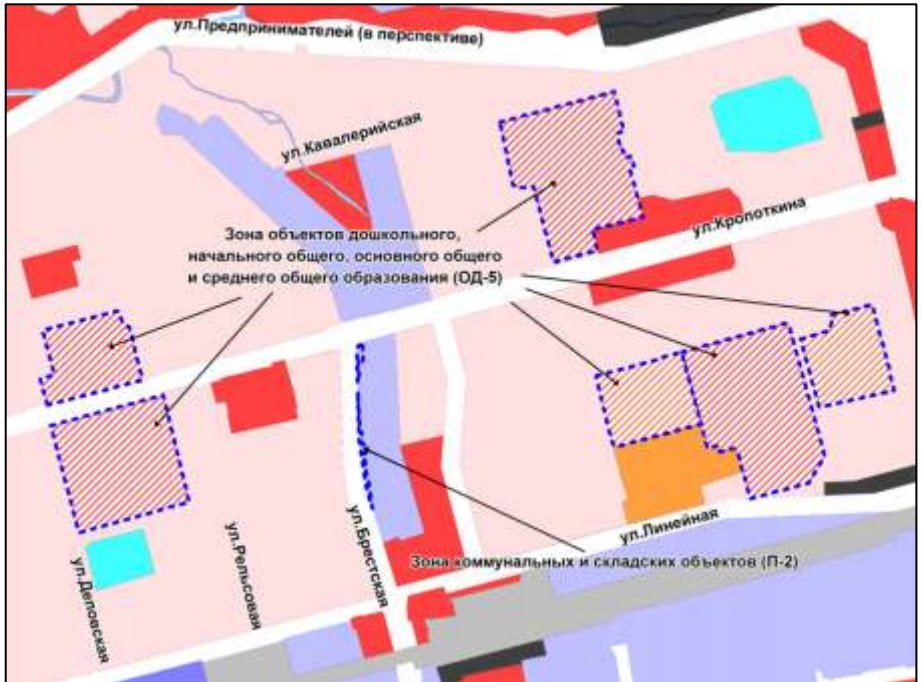 ул.Предпринимателей (в перспективе)
ул.Кавалерийская
ул.Кропоткина
Зона объектов дошкольного,
начального общего, основного общего
и среднего общего образования (ОД-5)
ул.Деповская
ул.Рельсовая
ул.Брестская
ул.Линейная
Зона коммунальных и складских объектов (П-2)